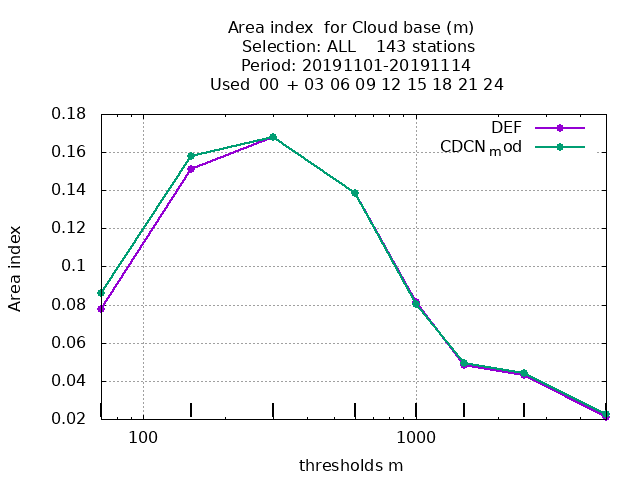 Area index  for Cloud base (m)
Selection: ALL    143 stations
Period: 20191101-20191114
Used  00 + 03 06 09 12 15 18 21 24
DEF
CDCN_mod
0.18
0.16
0.14
0.12
0.1
0.08
0.06
0.04
0.02
Area index
100
1000
thresholds m